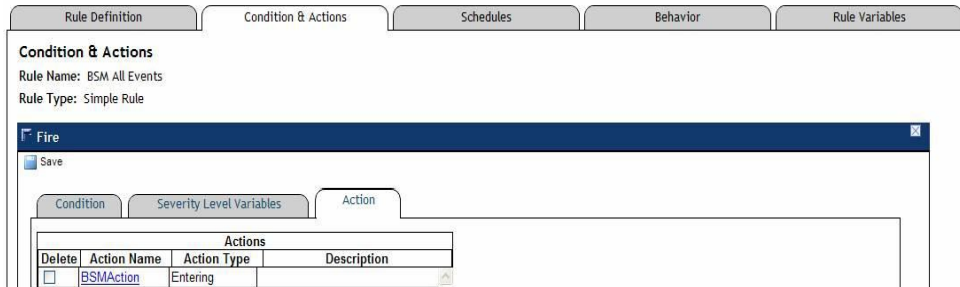 Rule Definition Condition & Actions Schedules Behavior Rule Variables
Condition & Actions
Rule Name: BSM All Events
Rule Type: Simple Rule
Fire
Save
Condition Severity Level Variables Action
Actions
Delete Action Name Action Type Description
BSMAction Entering